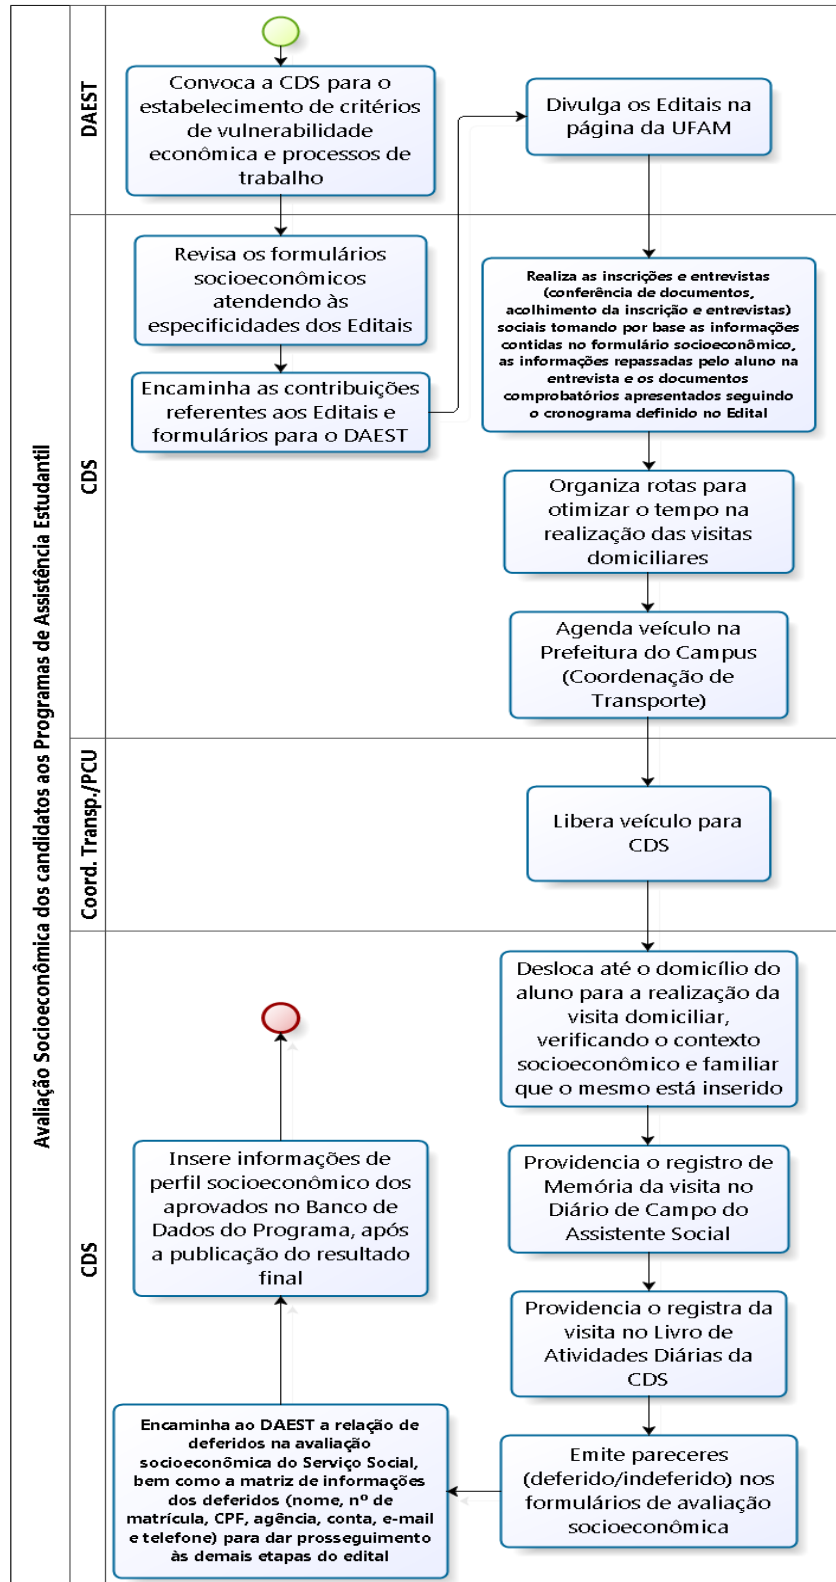 Avaliação Socioeconômica dos candidatos aos Programas de Assistência Estudantil
DAEST
Convoca a CDS para o
estabelecimento de critérios
de vulnerabilidade
econômica e processos de
trabalho
Divulga os Editais na
página da UFAM
CDS
Revisa os formulários
socioeconômicos
atendendo às
especificidades dos Editais
Encaminha as contribuições
referentes aos Editais e
formulários para o DAEST
Realiza as inscrições e entrevistas
(conferência de documentos,
acolhimento da inscrição e entrevistas)
sociais tomando por base as informações
contidas no formulário socioeconômico,
as informações repassadas pelo aluno na
entrevista e os documentos
comprobatórios apresentados seguindo
o cronograma definido no Edital
Organiza rotas para
otimizar o tempo na
realização das visitas
domiciliares
Agenda veículo na
Prefeitura do Campus
(Coordenação de
Transporte)
Coord. Transp./PCU
Libera veículo para
CDS
CDS
Desloca até o domicílio do
aluno para a realização da
visita domiciliar,
verificando o contexto
socioeconômico e familiar
que o mesmo está inserido
Providencia o registro de
Memória da visita no
Diário de Campo do
Assistente Social
Providencia o registra da
visita no Livro de
Atividades Diárias da
CDS
Emite pareceres
(deferido/indeferido) nos
formulários de avaliação
socioeconômica
Encaminha ao DAEST a relação de
deferidos na avaliação
socioeconômica do Serviço Social,
bem como a matriz de informações
dos deferidos (nome, nº de
matrícula, CPF, agência, conta, e-mail
e telefone) para dar prosseguimento
às demais etapas do edital
Insere informações de
perfil socioeconômico dos
aprovados no Banco de
Dados do Programa, após
a publicação do resultado
final